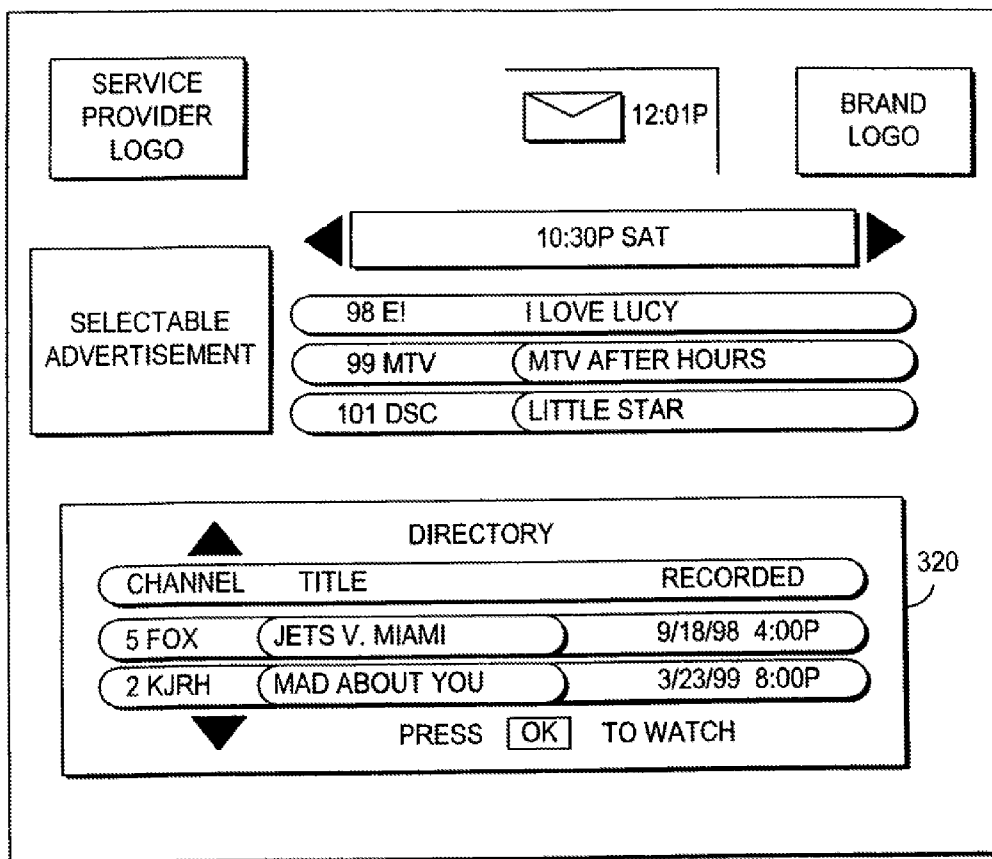 SERVICE
PROVIDER
LOGO
12:01P
BRAND
LOGO
10:30P SAT
SELECTABLE
ADVERTISEMENT
98 E! I LOVE LUCY
99 MTV MTV AFTER HOURS
101 DSC LITTLE STAR
DIRECTORY
CHANNEL TITLE RECORDED
5 FOX JETS V. MIAMI 9/18/98 4:00P
2 KJRH MAD ABOUT YOU 3/23/99 8:00P
PRESS OK TO WATCH
320